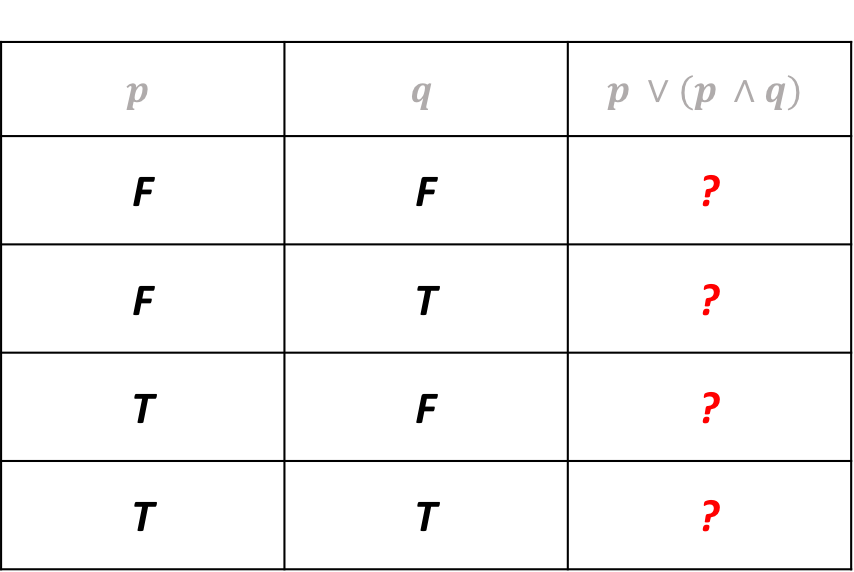 p q p ∨ (p ∧ q)
F F ?
F T ?
T F ?
T T ?